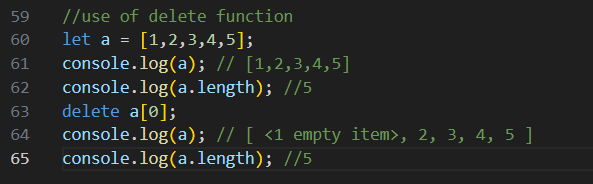 59 //use of delete function
60 let a = [1,2,3,4,5];
61 console.log(a); // [1,2,3,4,5]
62 console.log(a.length); //5
63 delete a[0];
64 console.log(a); // [ <1 empty item>, 2, 3, 4, 5 ]
65 console.log(a.length); //5